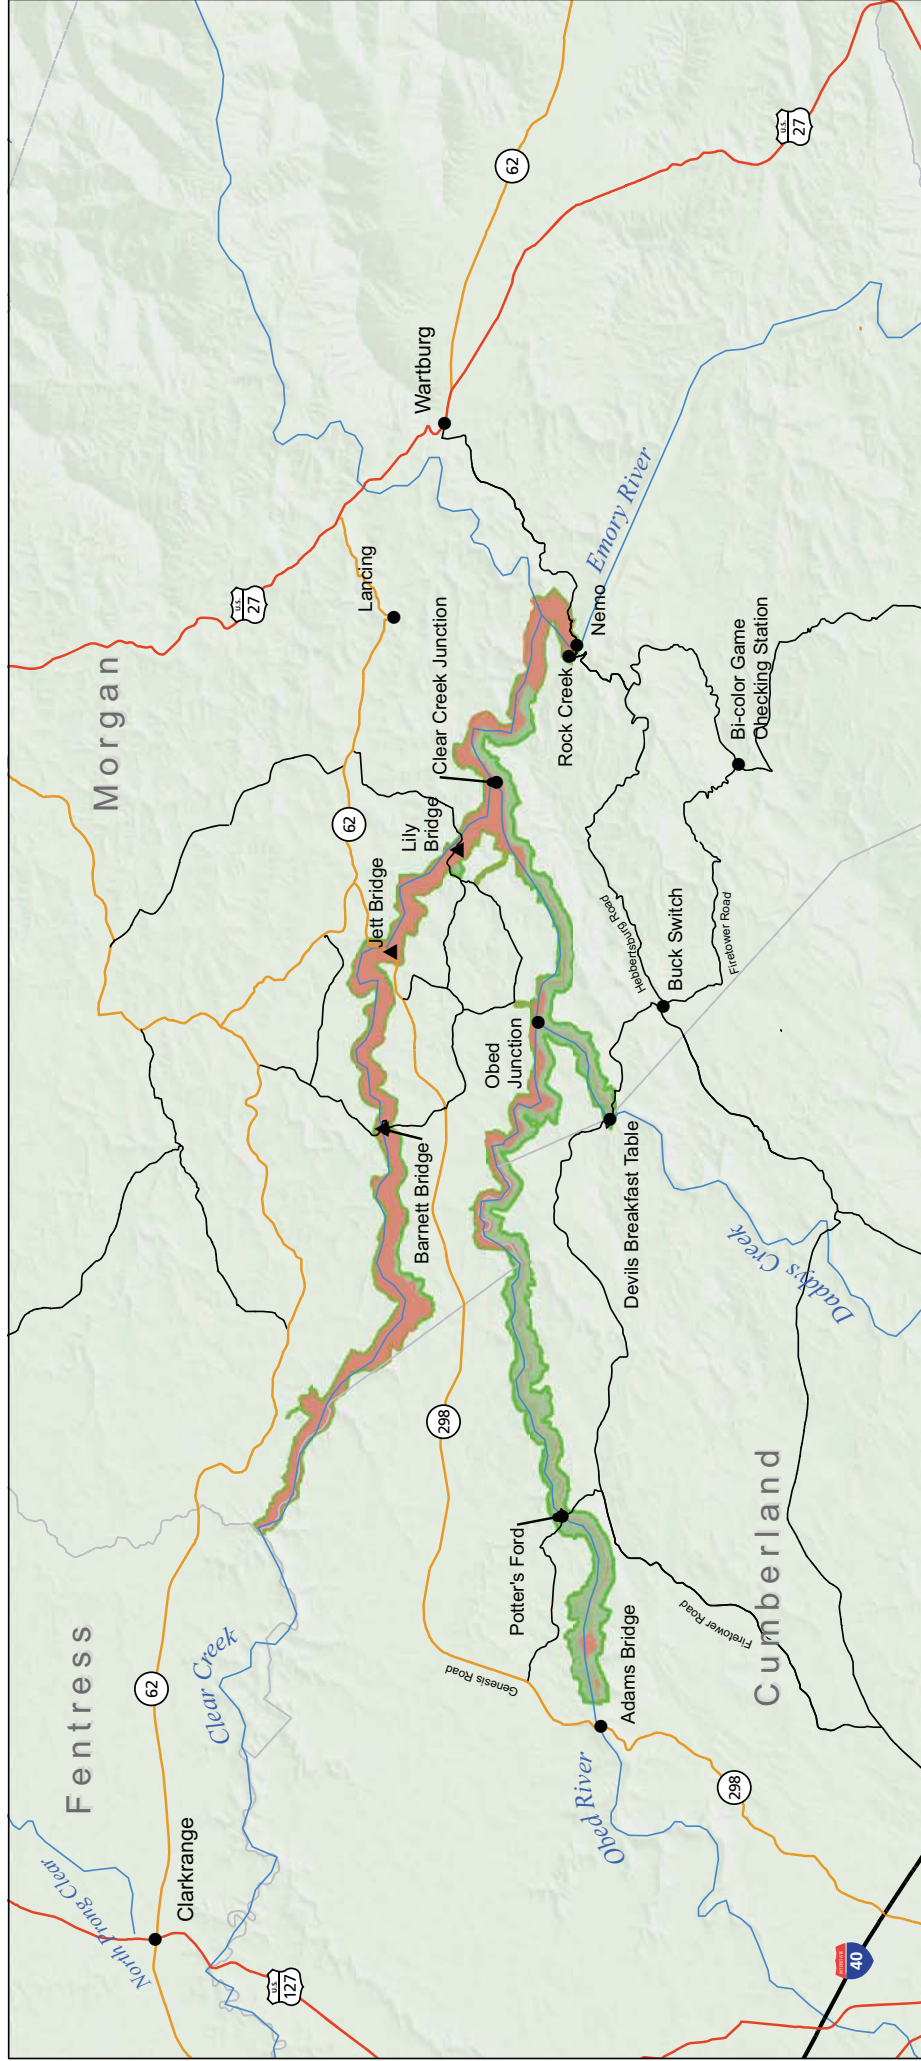 Fentress
Morgan
Cumberland
North Prong Clear
Clarkrange
U.S.
127
62
Clear Creek
Genesis Road
298
Obed River
298
INTERSTATE
40
Adams Bridge
Potter's Ford
Firetower Road
Barnett Bridge
Devils Breakfast Table
Daddys Creek
Obed
Junction
Jett Bridge
Lily
Bridge
62
Clear Creek Junction
Lancing
U.S.
27
Hebbertsburg Road
Buck Switch
Firetower Road
Rock Creek
Nemo
Bi-color Game
Checking Station
Emory River
Wartburg
62
U.S.
27